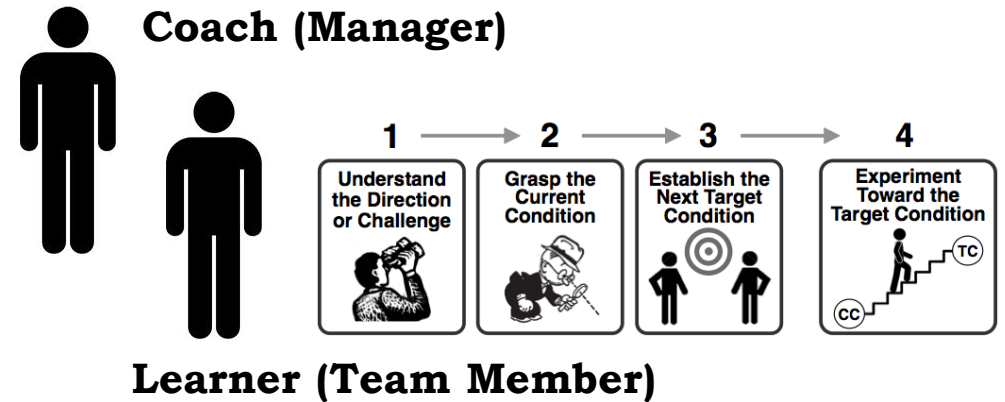 Coach (Manager)
1
2
3
4
Understand
the Direction
or Challenge
Grasp the
Current
Condition
Establish the
Next Target
Condition
Experiment
Toward the
Target Condition
TC
CC
Learner (Team Member)